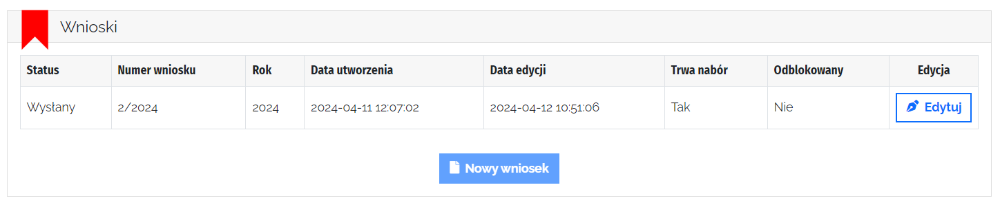 Wnioski
Status Numer wniosku Rok Data utworzenia Data edycji Trwa nabór Odblokowany Edycja
Wysłany 2/2024 2024 2024-04-11 12:07:02 2024-04-12 10:51:06 Tak Nie Edytuj
Nowy wniosek